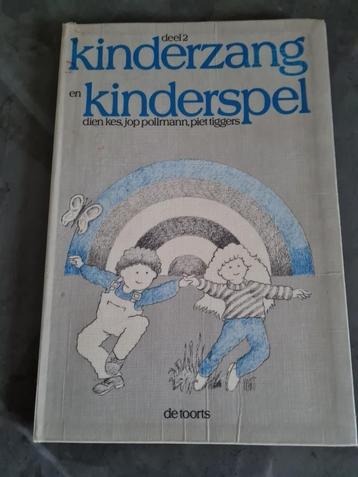 deel 2
kinderzang
en kinderspel
dien kes, jop pollmann, piet tiggers
de toorts